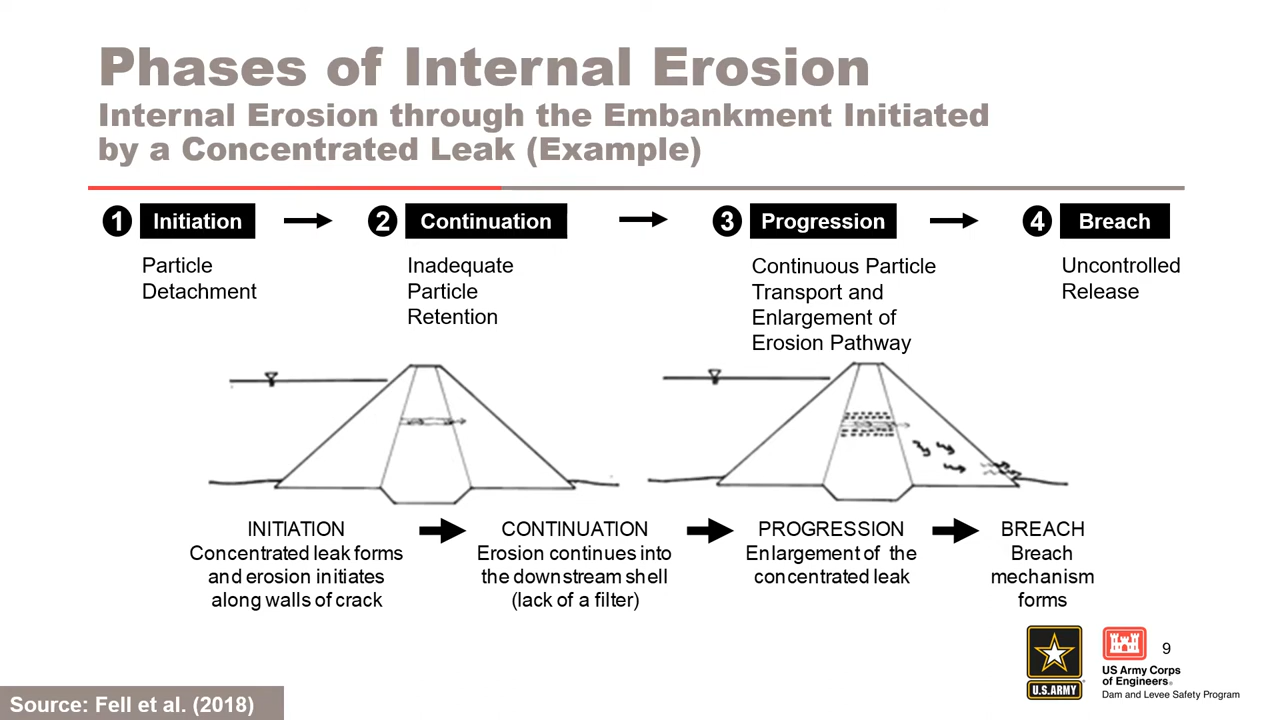 Phases of Internal Erosion
Internal Erosion through the Embankment Initiated
by a Concentrated Leak (Example)
1 Initiation
Particle
Detachment
2 Continuation
Inadequate
Particle
Retention
3 Progression
Continuous Particle
Transport and
Enlargement of
Erosion Pathway
4 Breach
Uncontrolled
Release
INITIATION
Concentrated leak forms
and erosion initiates
along walls of crack
CONTINUATION
Erosion continues into
the downstream shell
(lack of a filter)
PROGRESSION
Enlargement of the
concentrated leak
BREACH
Breach
mechanism
forms
U.S.ARMY
US Army Corps
of Engineers®
Dam and Levee Safety Program
9
Source: Fell et al. (2018)